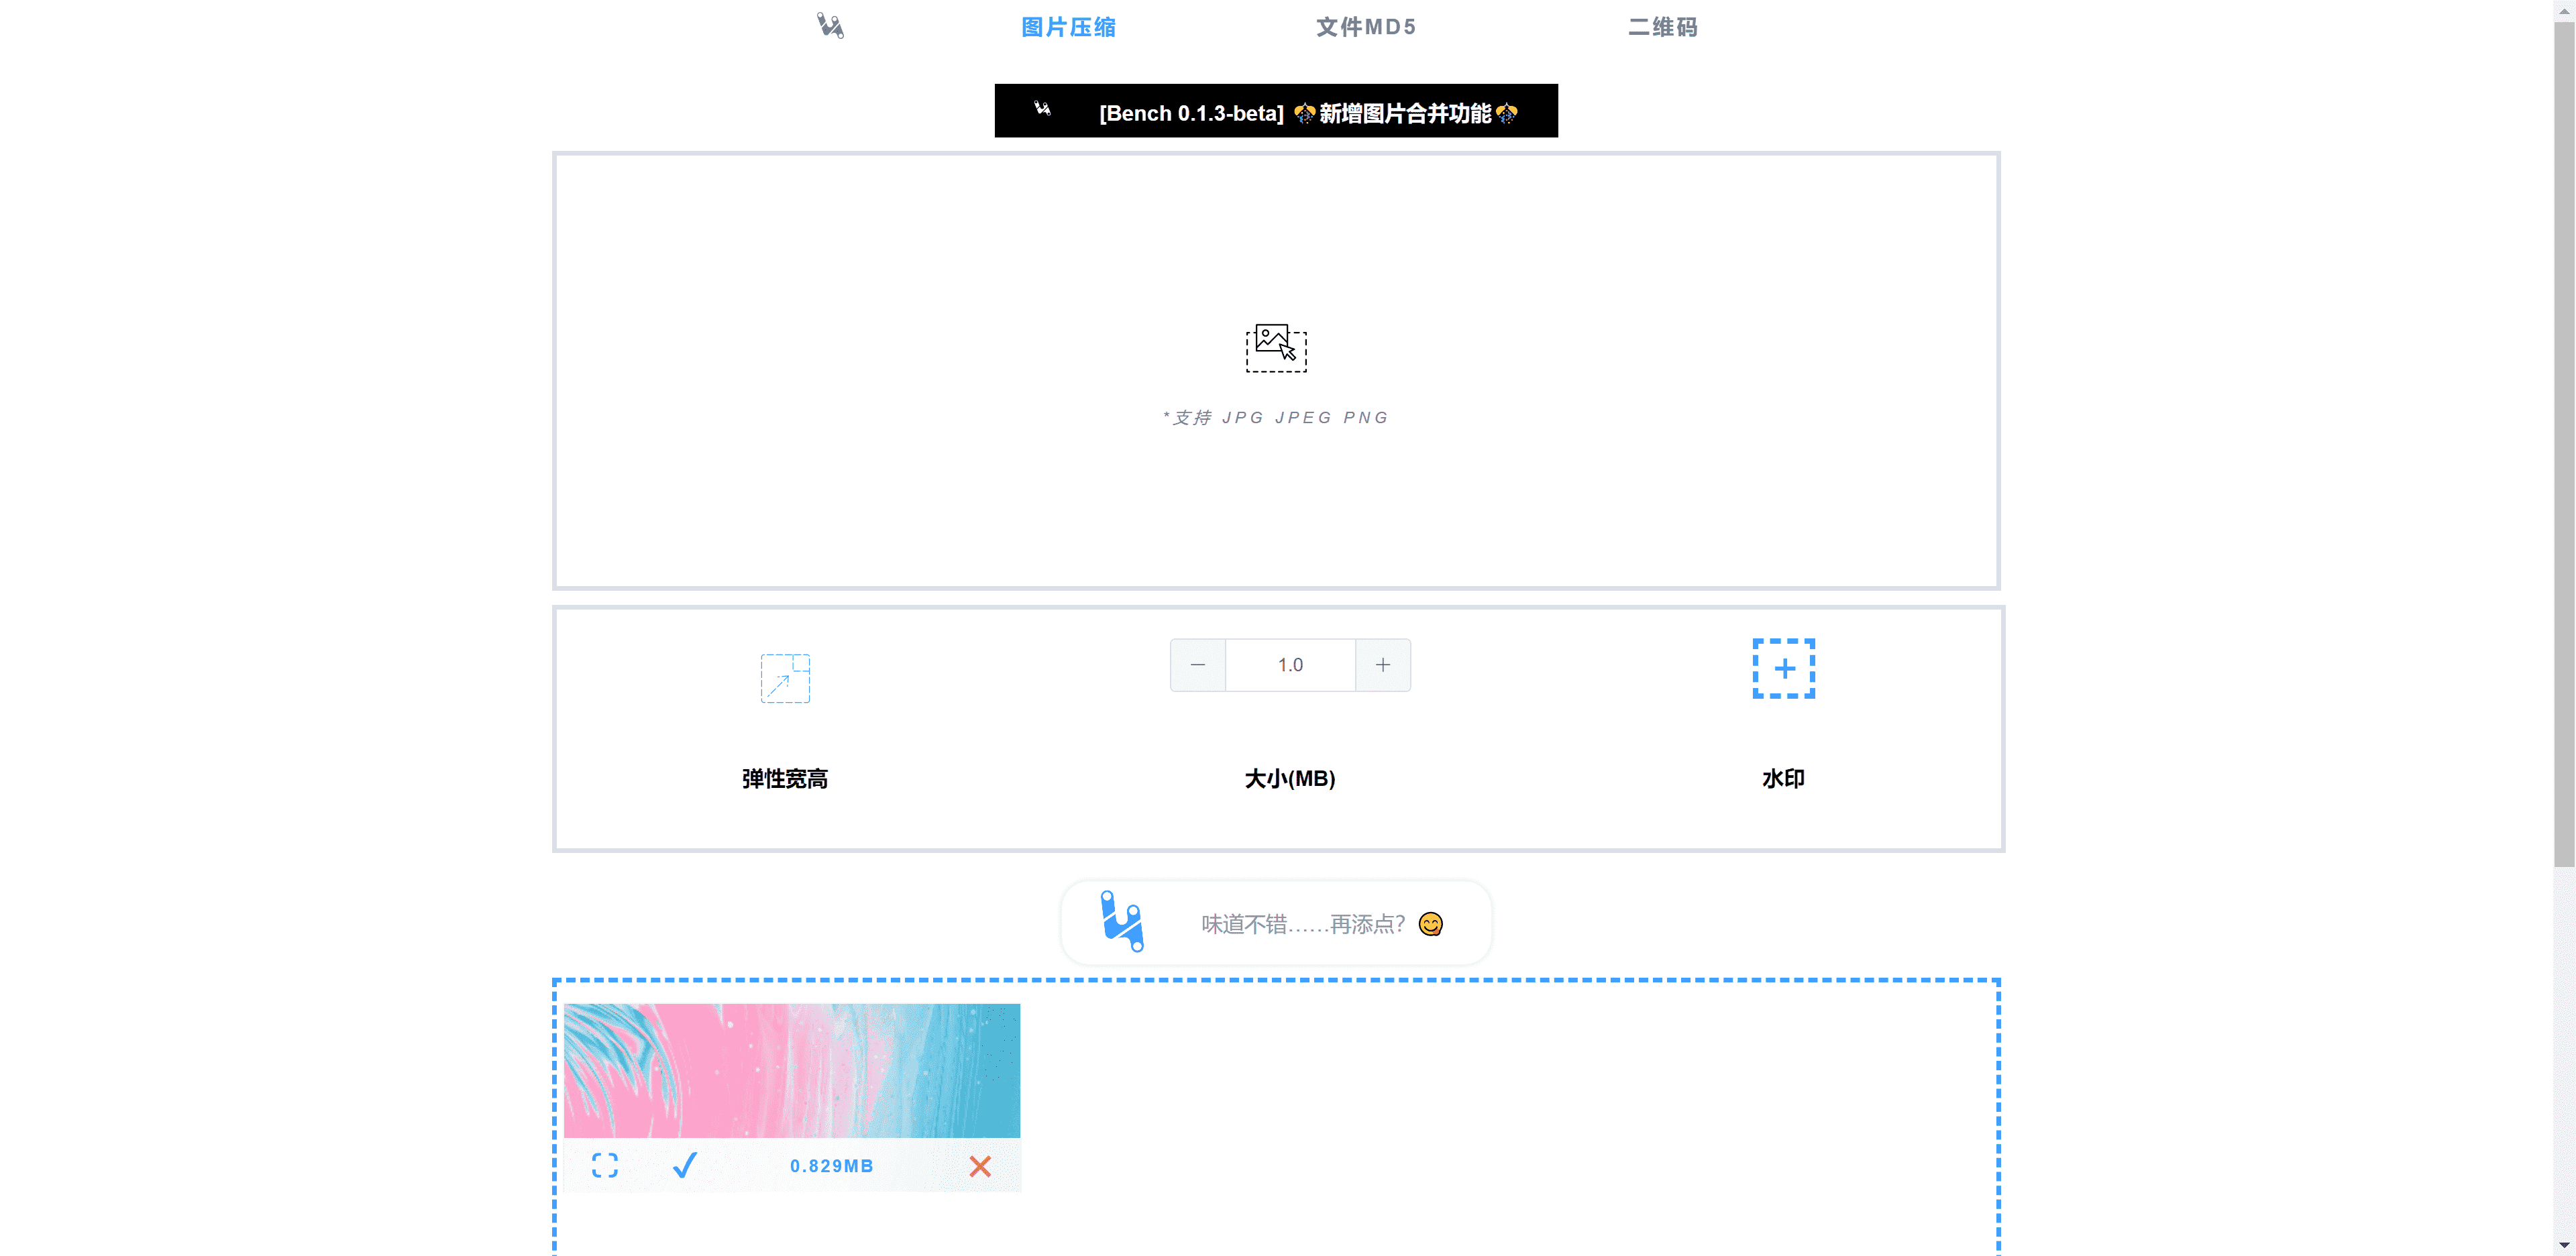 图片压缩 文件MD5 二维码
[Bench 0.1.3-beta] 🎊新增图片合并功能🎊
*支持 JPG JPEG PNG
1.0
弹性宽高 大小(MB) 水印
味道不错……再添点？😋
0.829MB